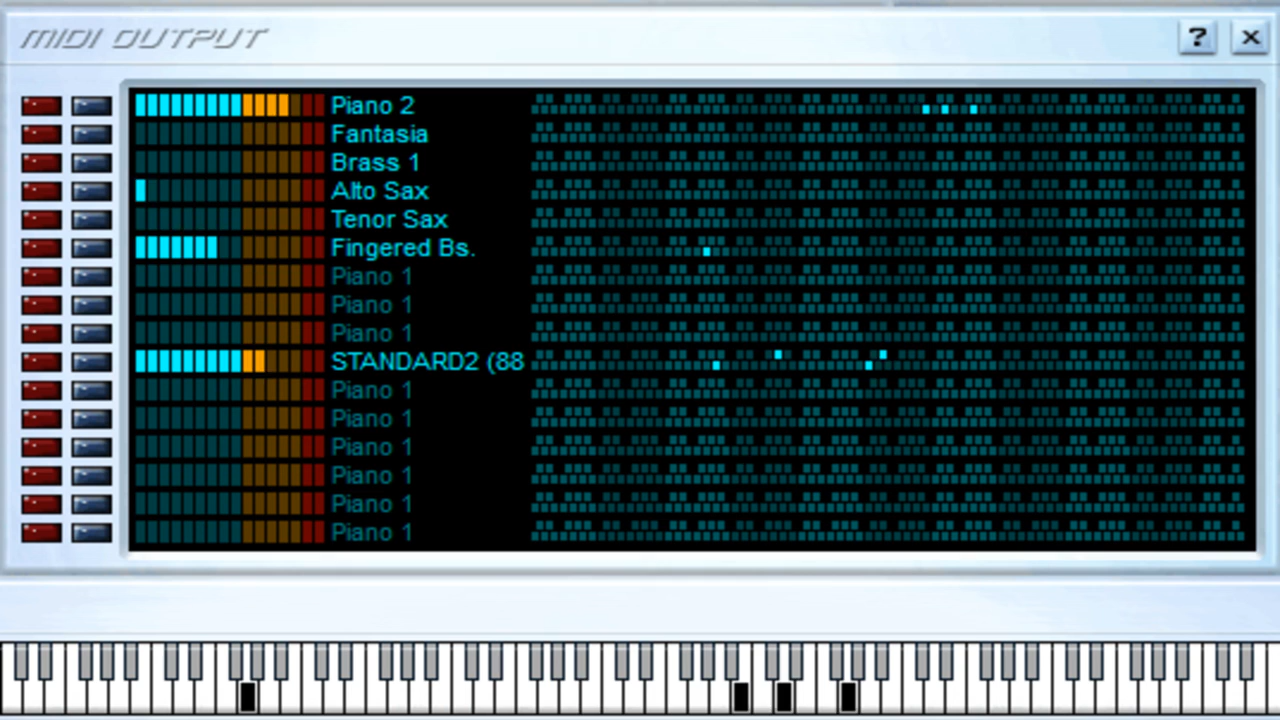 MIDI OUTPUT
? ×
Piano 2
Fantasia
Brass 1
Alto Sax
Tenor Sax
Fingered Bs.
Piano 1
Piano 1
Piano 1
STANDARD2 (88
Piano 1
Piano 1
Piano 1
Piano 1
Piano 1
Piano 1